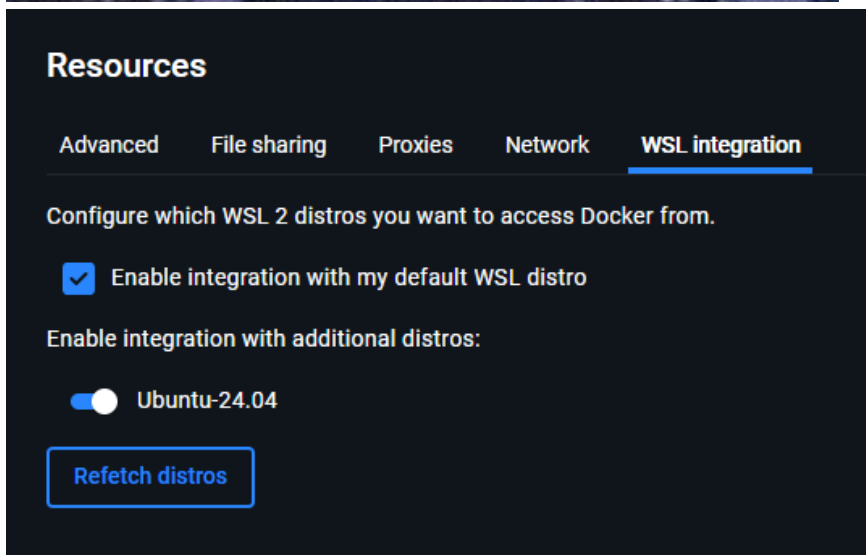 Resources
Advanced File sharing Proxies Network WSL integration
Configure which WSL 2 distros you want to access Docker from.
Enable integration with my default WSL distro
Enable integration with additional distros:
Ubuntu-24.04
Refetch distros